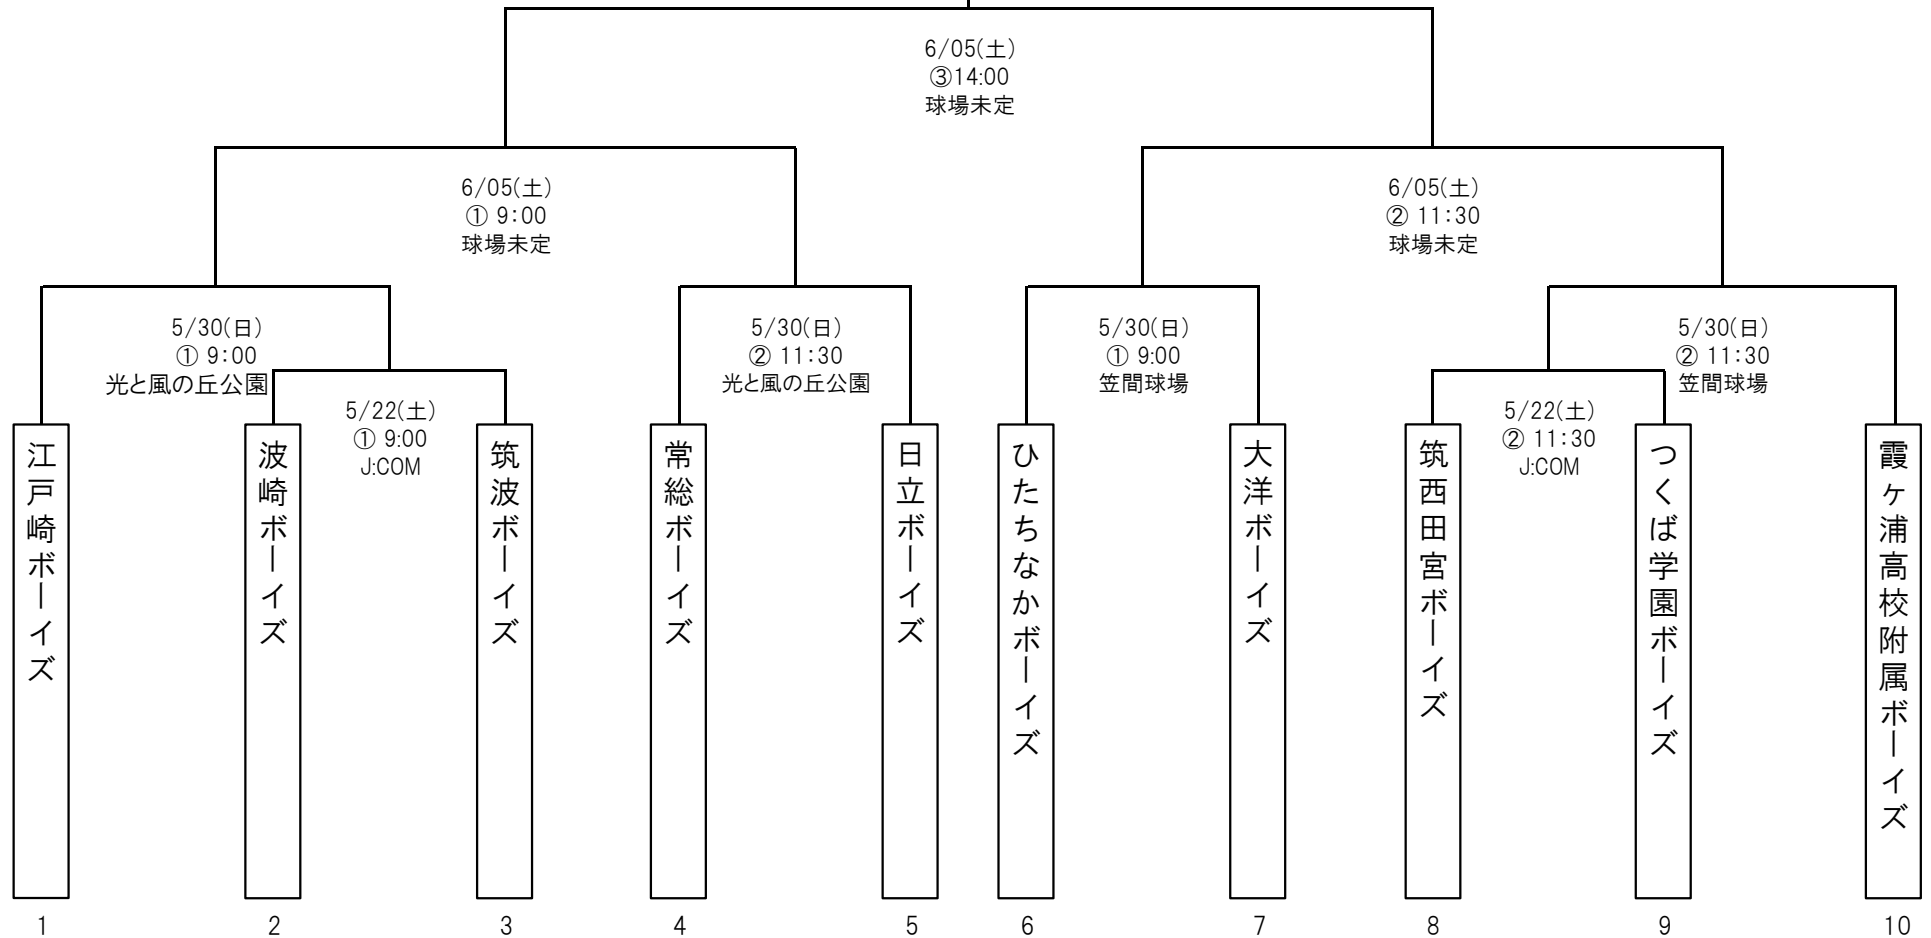 6/05(土)
③14:00
球場未定
6/05(土)
① 9:00
球場未定
6/05(土)
② 11:30
球場未定
5/30(日)
① 9:00
光と風の丘公園
5/30(日)
② 11:30
光と風の丘公園
5/30(日)
① 9:00
笠間球場
5/30(日)
② 11:30
笠間球場
5/22(土)
① 9:00
J:COM
5/22(土)
② 11:30
J:COM
江戸崎ボーイズ
波崎ボーイズ
筑波ボーイズ
常総ボーイズ
日立ボーイズ
ひたちなかボーイズ
大洋ボーイズ
筑西田宮ボーイズ
つくば学園ボーイズ
霞ヶ浦高校附属ボーイズ
1 2 3 4 5 6 7 8 9 10